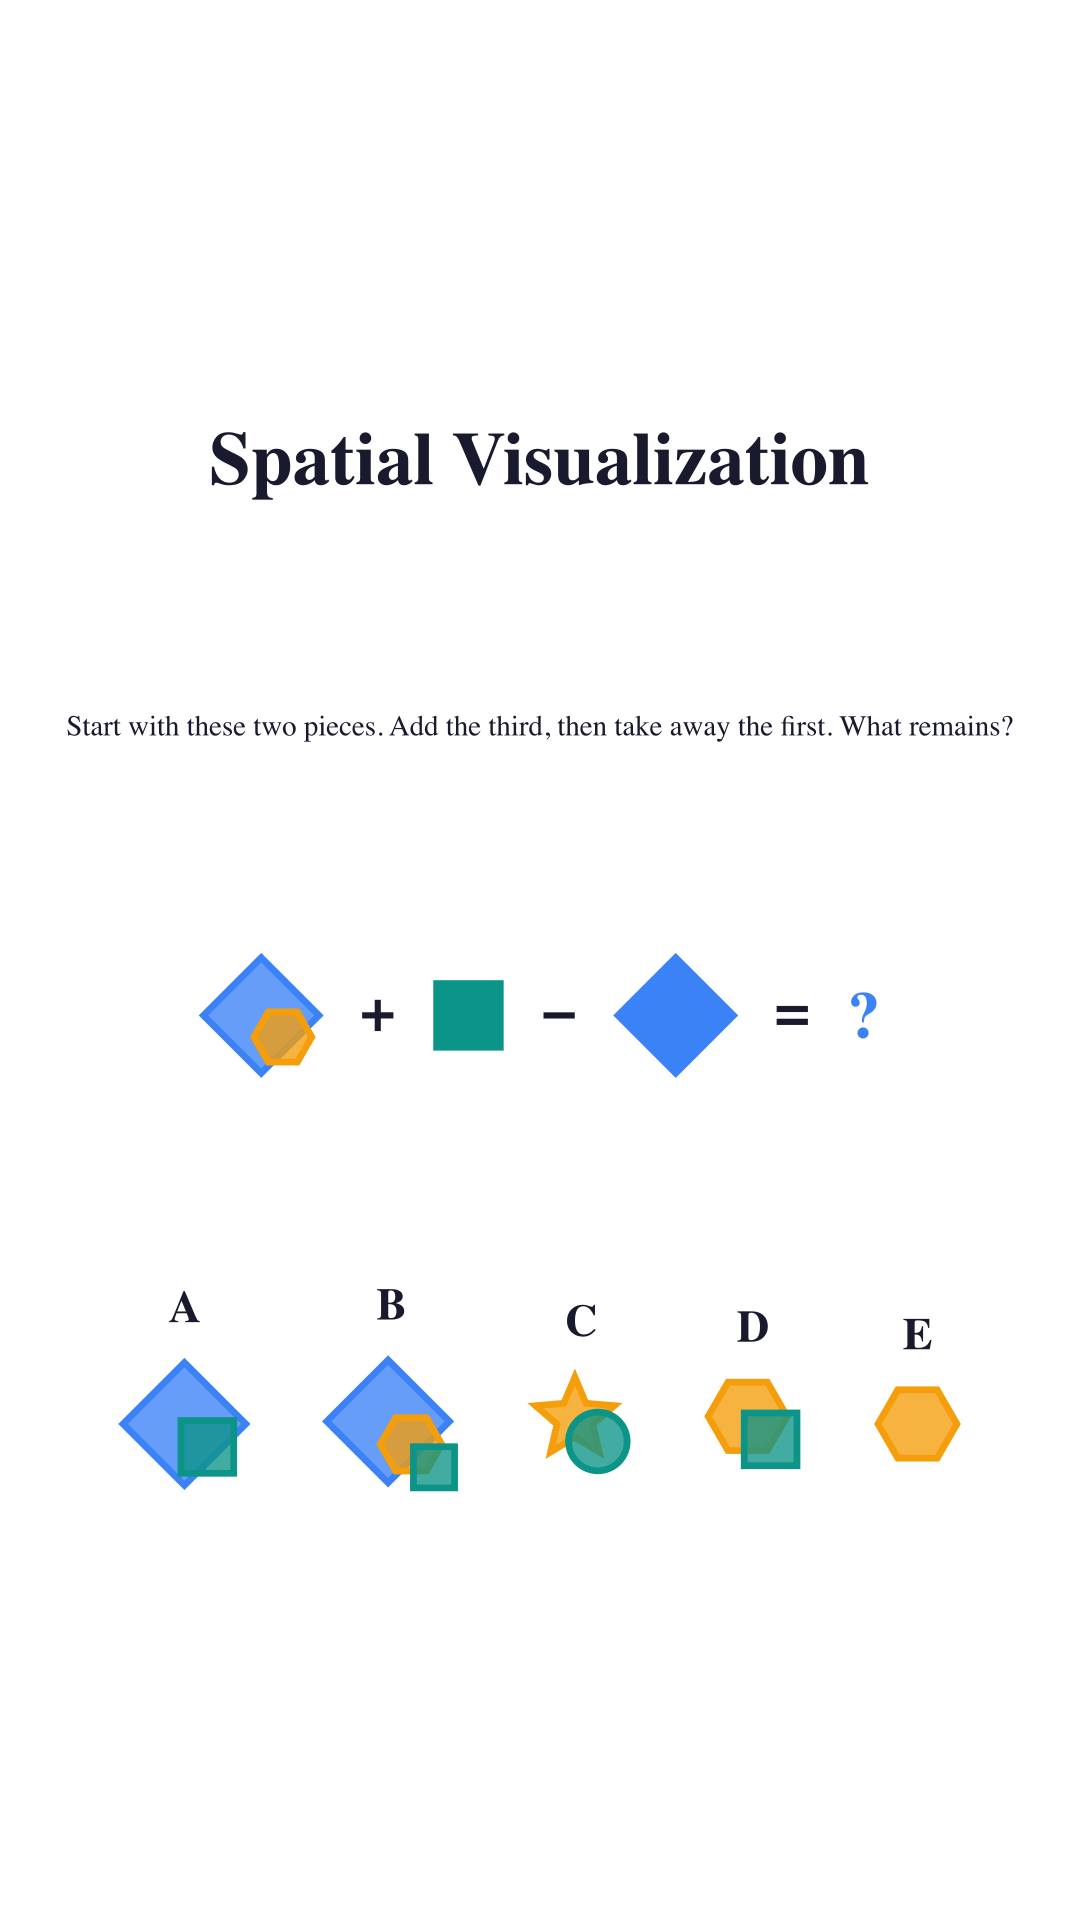 Spatial Visualization
Start with these two pieces. Add the third, then take away the first. What remains?
+ − = ?
A B C D E